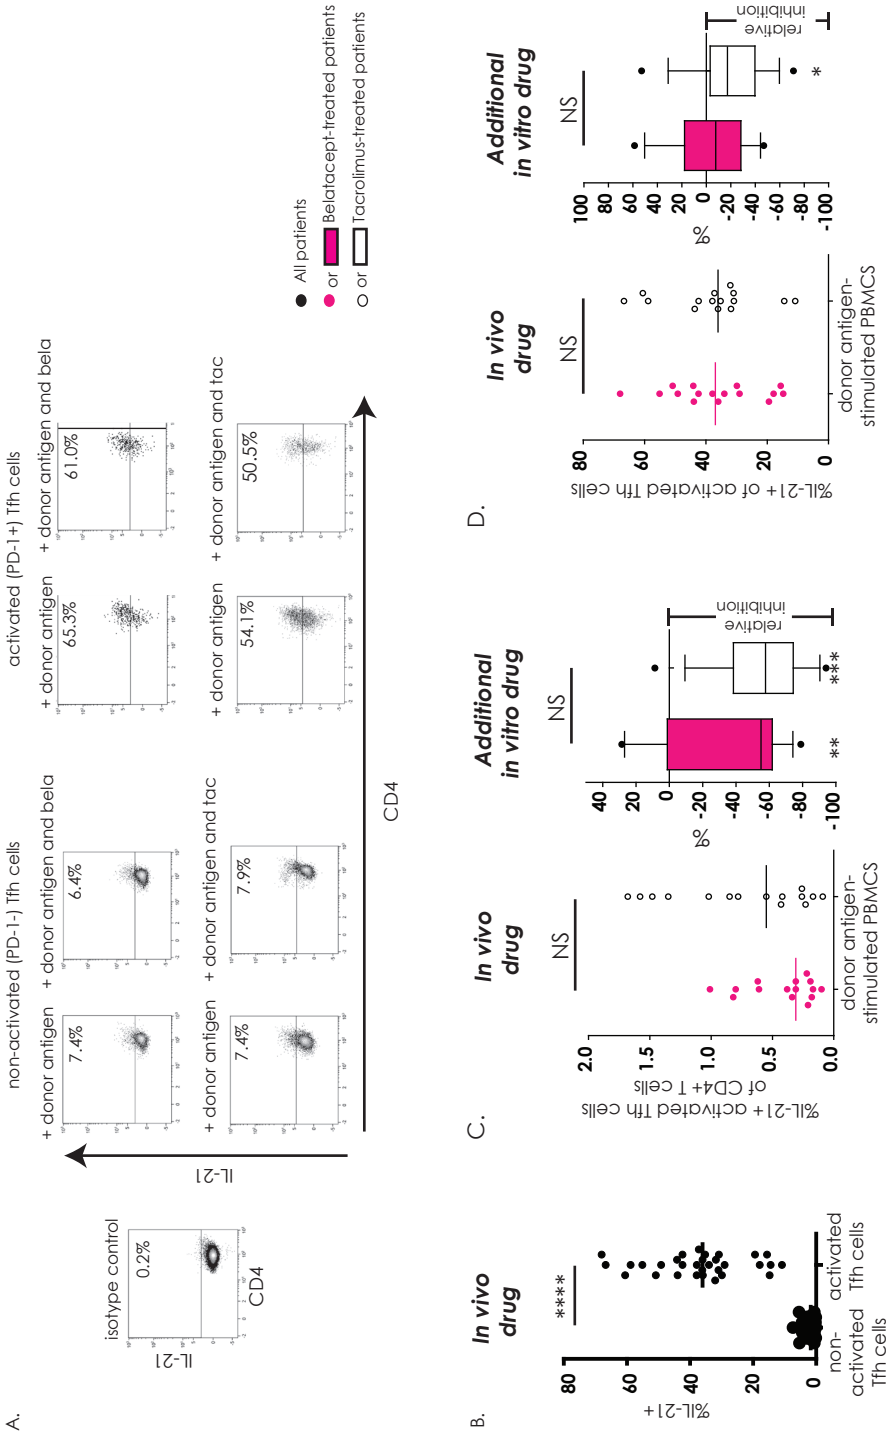 A.
isotype control
0.2%
IL-21
CD4
non-activated (PD-1-) Tfh cells
+ donor antigen
7.4%
+ donor antigen and bela
6.4%
+ donor antigen
7.4%
+ donor antigen and tac
7.9%
activated (PD-1+) Tfh cells
+ donor antigen
65.3%
+ donor antigen and bela
61.0%
+ donor antigen
54.1%
+ donor antigen and tac
50.5%
IL-21
CD4
All patients
or Belatacept-treated patients
or Tacrolimus-treated patients
B.
In vivo
drug
****
%IL-21+
80
60
40
20
0
non-
activated
Tfh cells
activated
Tfh cells
C.
In vivo
drug
NS
%IL-21+ activated Tfh cells
of CD4+ T cells
2.0
1.5
1.0
0.5
0.0
donor antigen-
stimulated PBMCS
Additional
in vitro drug
NS
%
40
20
0
-20
-40
-60
-80
-100
**
***
relative
inhibition
D.
In vivo
drug
NS
%IL-21+ of activated Tfh cells
80
60
40
20
0
donor antigen-
stimulated PBMCS
Additional
in vitro drug
NS
%
100
80
60
40
20
0
-20
-40
-60
-80
-100
*
relative
inhibition